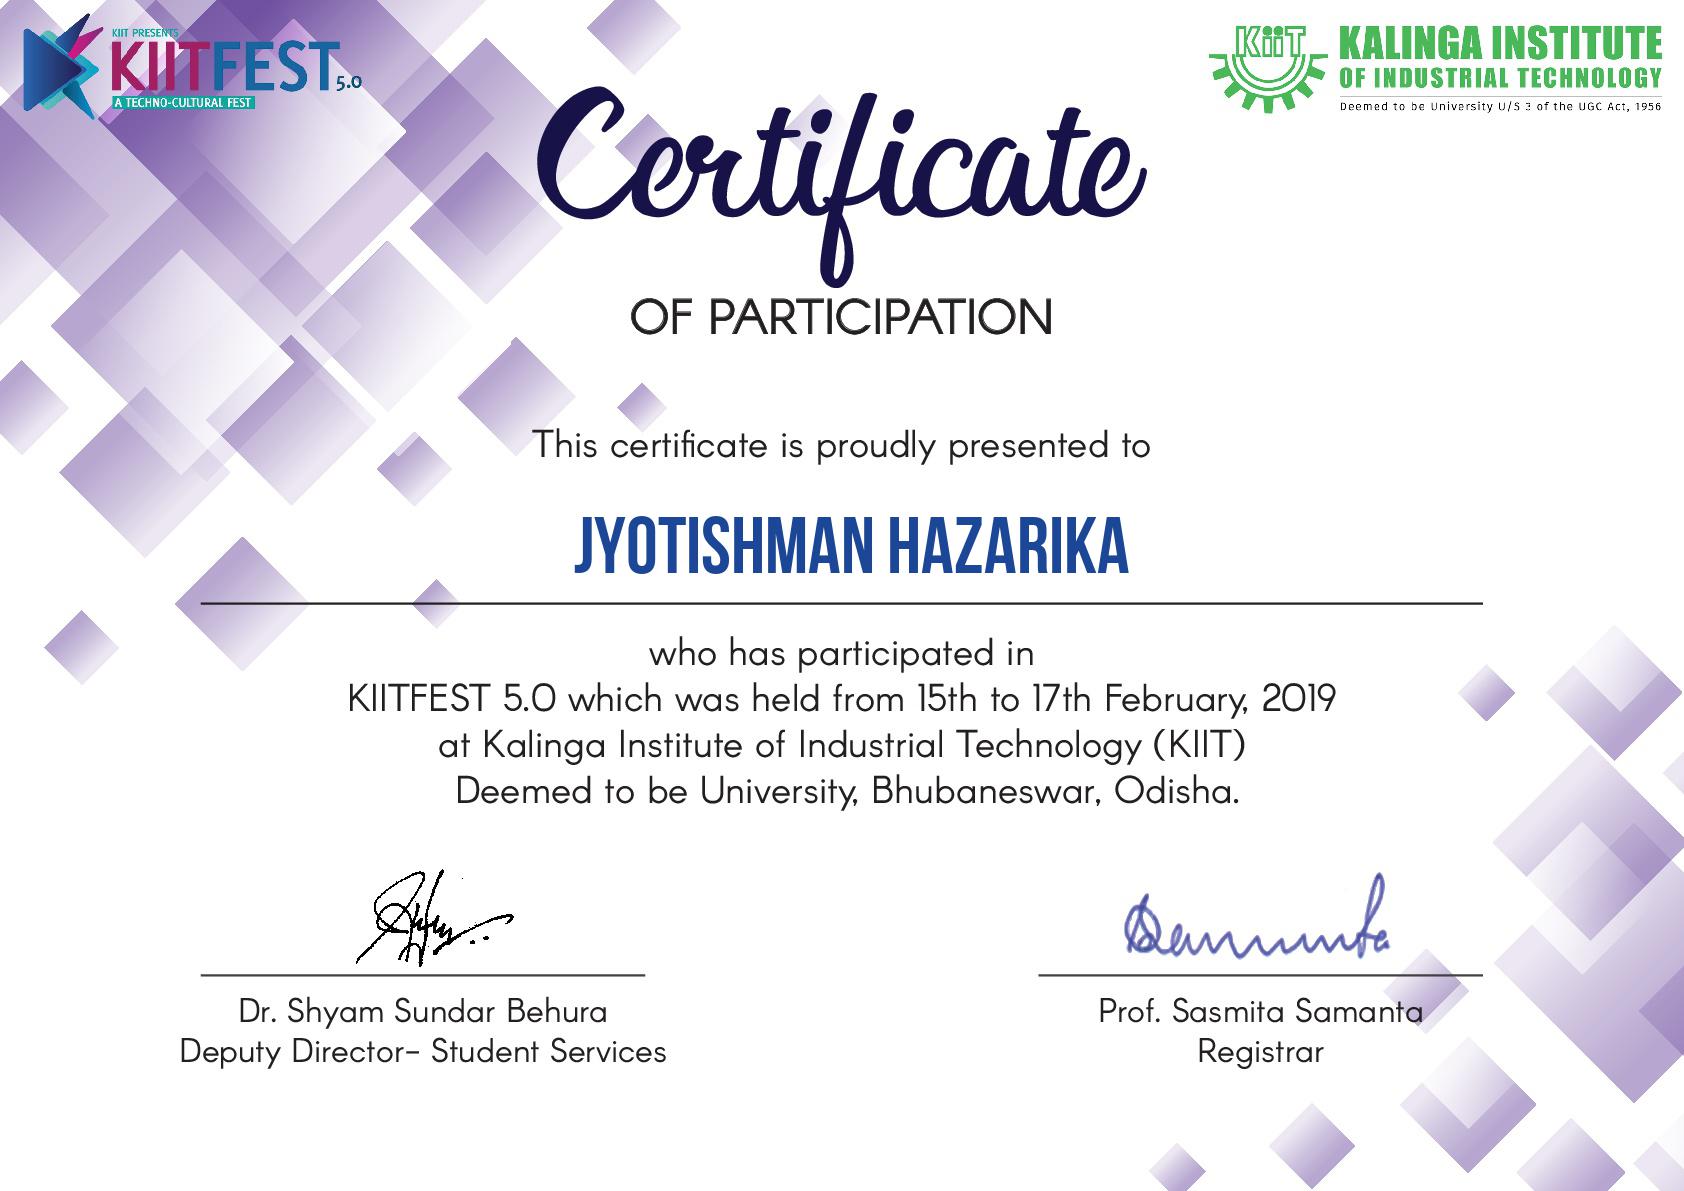 KIIT PRESENTS
KIITFEST 5.0
A TECHNO-CULTURAL FEST
KiiT
KALINGA INSTITUTE
OF INDUSTRIAL TECHNOLOGY
Deemed to be University U/S 3 of the UGC Act, 1956
Certificate
OF PARTICIPATION
This certificate is proudly presented to
JYOTISHMAN HAZARIKA
who has participated in
KIITFEST 5.0 which was held from 15th to 17th February, 2019
at Kalinga Institute of Industrial Technology (KIIT)
Deemed to be University, Bhubaneswar, Odisha.
Dr. Shyam Sundar Behura
Deputy Director- Student Services
Prof. Sasmita Samanta
Registrar